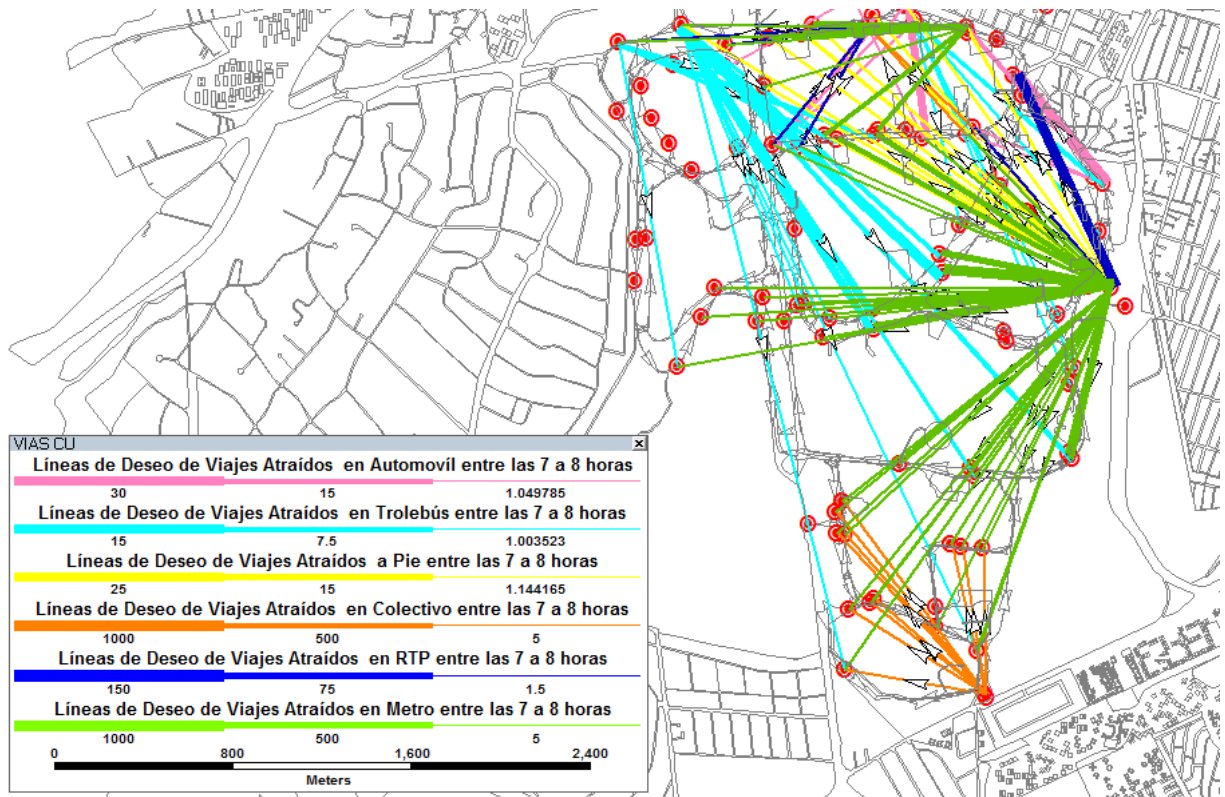 VIAS CU
Líneas de Deseo de Viajes Atraídos en Automovíl entre las 7 a 8 horas
30 15 1.049785
Líneas de Deseo de Viajes Atraídos en Trolebús entre las 7 a 8 horas
15 7.5 1.003523
Líneas de Deseo de Viajes Atraídos a Pie entre las 7 a 8 horas
25 15 1.144165
Líneas de Deseo de Viajes Atraídos en Colectivo entre las 7 a 8 horas
1000 500 5
Líneas de Deseo de Viajes Atraídos en RTP entre las 7 a 8 horas
150 75 1.5
Líneas de Deseo de Viajes Atraídos en Metro entre las 7 a 8 horas
1000 500 5
0 800 1,600 2,400
Meters